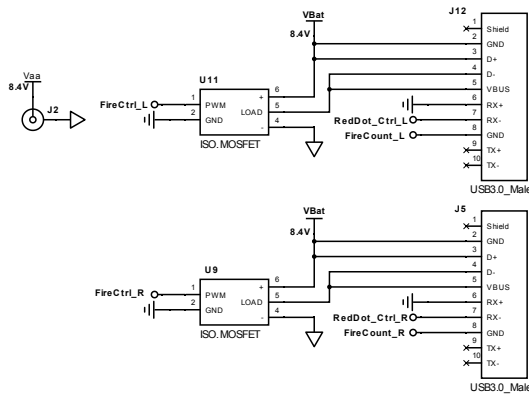 VBat
8.4V
J12
1 Shield
2 GND
3 D+
4 D-
5 VBUS
6 RX+
7 RX-
8 GND
9 TX+
10 TX-
USB3.0_Male
U11
FireCtrl_L
1 PWM
2 GND
+ 6
LOAD 5
- 4
ISO.MOSFET
RedDot_Ctrl_L
FireCount_L
Vaa
8.4V
J2
VBat
8.4V
J5
1 Shield
2 GND
3 D+
4 D-
5 VBUS
6 RX+
7 RX-
8 GND
9 TX+
10 TX-
USB3.0_Male
U9
FireCtrl_R
1 PWM
2 GND
+ 6
LOAD 5
- 4
ISO.MOSFET
RedDot_Ctrl_R
FireCount_R